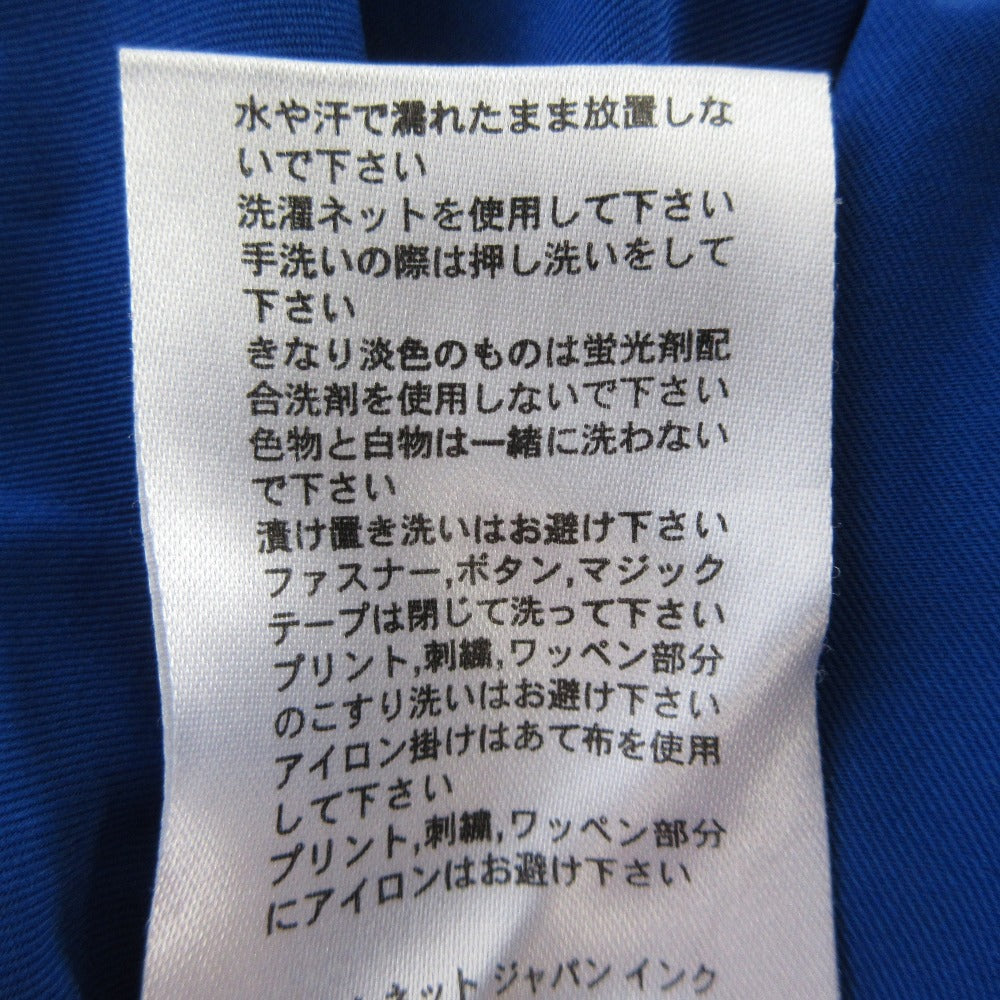 水や汗で濡れたまま放置しな
いで下さい
洗濯ネットを使用して下さい
手洗いの際は押し洗いをして
下さい
きなり淡色のものは蛍光剤配
合洗剤を使用しないで下さい
色物と白物は一緒に洗わない
で下さい
漬け置き洗いはお避け下さい
ファスナー,ボタン,マジック
テープは閉じて洗って下さい
プリント,刺繍,ワッペン部分
のこすり洗いはお避け下さい
アイロン掛けはあて布を使用
して下さい
プリント,刺繍,ワッペン部分
にアイロンはお避け下さい
ネット ジャパン インク